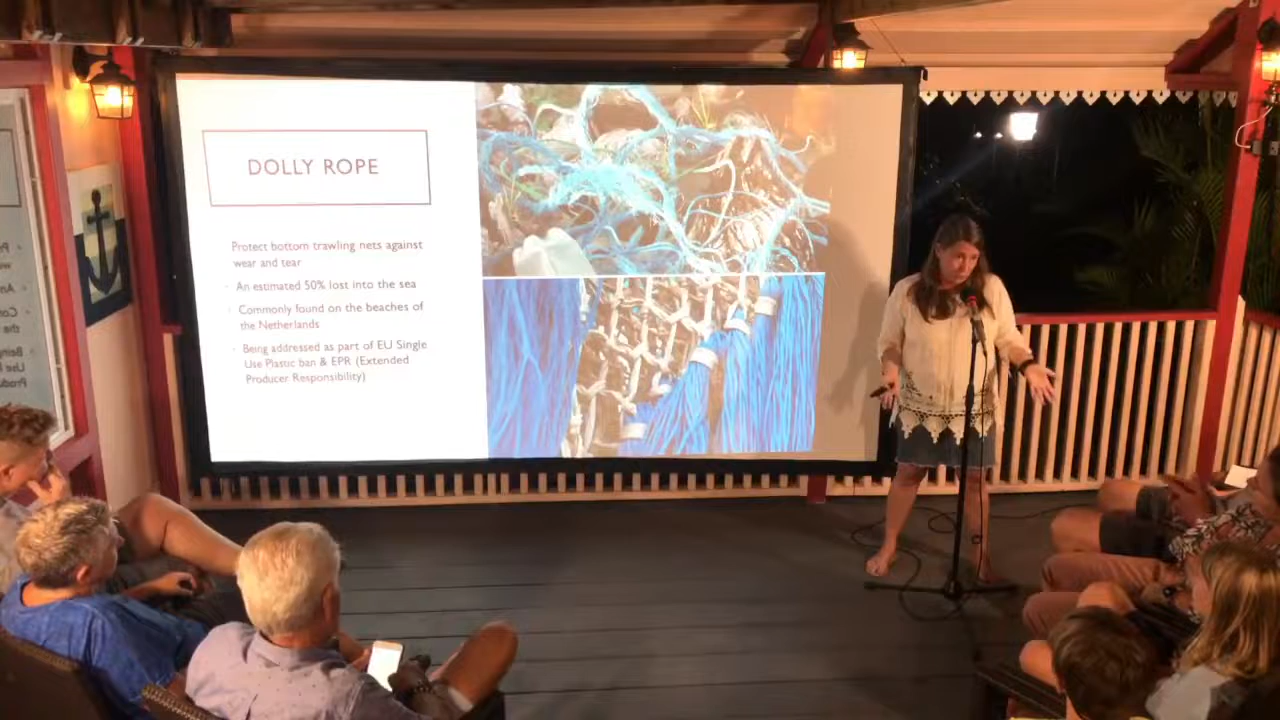 DOLLY ROPE
Protect bottom trawling nets against
wear and tear
An estimated 50% lost into the sea
Commonly found on the beaches of
the Netherlands
Being addressed as part of EU Single
Use Plastic ban & EPR (Extended
Producer Responsibility)